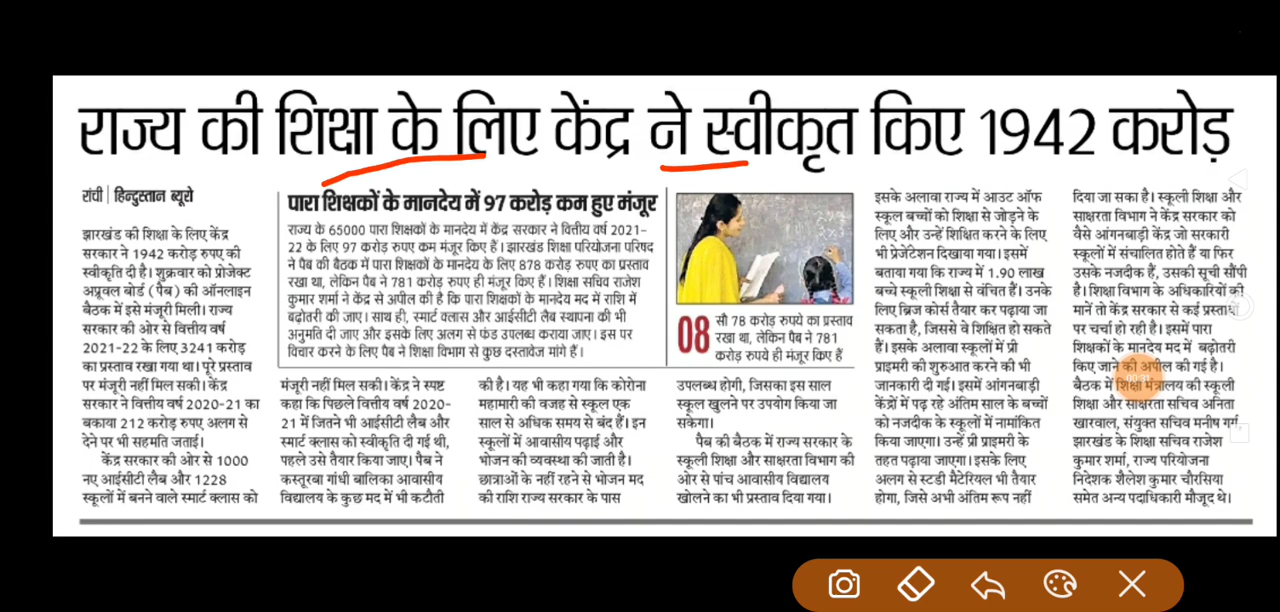 राज्य की शिक्षा के लिए केंद्र ने स्वीकृत किए 1942 करोड़
रांची | हिन्दुस्तान ब्यूरो
झारखंड की शिक्षा के लिए केंद्र
सरकार ने 1942 करोड़ रुपए की
स्वीकृति दी है। शुक्रवार को प्रोजेक्ट
अप्रूवल बोर्ड (पैब) की ऑनलाइन
बैठक में इसे मंजूरी मिली। राज्य
सरकार की ओर से वित्तीय वर्ष
2021-22 के लिए 3241 करोड़
का प्रस्ताव रखा गया था। पूरे प्रस्ताव
पर मंजूरी नहीं मिल सकी। केंद्र
सरकार ने वित्तीय वर्ष 2020-21 का
बकाया 212 करोड़ रुपए अलग से
देने पर भी सहमति जताई।
केंद्र सरकार की ओर से 1000
नए आईसीटी लैब और 1228
स्कूलों में बनने वाले स्मार्ट क्लास को
पारा शिक्षकों के मानदेय में 97 करोड़ कम हुए मंजूर
राज्य के 65000 पारा शिक्षकों के मानदेय में केंद्र सरकार ने वित्तीय वर्ष 2021-
22 के लिए 97 करोड़ रुपए कम मंजूर किए हैं। झारखंड शिक्षा परियोजना परिषद
ने पैब की बैठक में पारा शिक्षकों के मानदेय के लिए 878 करोड़ रुपए का प्रस्ताव
रखा था, लेकिन पैब ने 781 करोड़ रुपए ही मंजूर किए हैं। शिक्षा सचिव राजेश
कुमार शर्मा ने केंद्र से अपील की है कि पारा शिक्षकों के मानदेय मद में राशि में
बढ़ोतरी की जाए। साथ ही, स्मार्ट क्लास और आईसीटी लैब स्थापना की भी
अनुमति दी जाए और इसके लिए अलग से फंड उपलब्ध कराया जाए। इस पर
विचार करने के लिए पैब ने शिक्षा विभाग से कुछ दस्तावेज मांगे हैं।
08 सौ 78 करोड़ रुपये का प्रस्ताव
रखा था, लेकिन पैब ने 781
करोड़ रुपये ही मंजूर किए हैं
मंजूरी नहीं मिल सकी। केंद्र ने स्पष्ट
कहा कि पिछले वित्तीय वर्ष 2020-
21 में जितने भी आईसीटी लैब और
स्मार्ट क्लास को स्वीकृति दी गई थी,
पहले उसे तैयार किया जाए। पैब ने
कस्तूरबा गांधी बालिका आवासीय
विद्यालय के कुछ मद में भी कटौती
की है। यह भी कहा गया कि कोरोना
महामारी की वजह से स्कूल एक
साल से अधिक समय से बंद हैं। इन
स्कूलों में आवासीय पढ़ाई और
भोजन की व्यवस्था की जाती है।
छात्राओं के नहीं रहने से भोजन मद
की राशि राज्य सरकार के पास
उपलब्ध होगी, जिसका इस साल
स्कूल खुलने पर उपयोग किया जा
सकेगा।
पैब की बैठक में राज्य सरकार के
स्कूली शिक्षा और साक्षरता विभाग की
ओर से पांच आवासीय विद्यालय
खोलने का भी प्रस्ताव दिया गया।
इसके अलावा राज्य में आउट ऑफ
स्कूल बच्चों को शिक्षा से जोड़ने के
लिए और उन्हें शिक्षित करने के लिए
भी प्रेजेंटेशन दिखाया गया। इसमें
बताया गया कि राज्य में 1.90 लाख
बच्चे स्कूली शिक्षा से वंचित हैं। उनके
लिए ब्रिज कोर्स तैयार कर पढ़ाया जा
सकता है, जिससे वे शिक्षित हो सकते
हैं। इसके अलावा स्कूलों में प्री
प्राइमरी की शुरुआत करने की भी
जानकारी दी गई। इसमें आंगनबाड़ी
केंद्रों में पढ़ रहे अंतिम साल के बच्चों
को नजदीक के स्कूलों में नामांकित
किया जाएगा। उन्हें प्री प्राइमरी के
तहत पढ़ाया जाएगा। इसके लिए
अलग से स्टडी मैटेरियल भी तैयार
होगा, जिसे अभी अंतिम रूप नहीं
दिया जा सका है। स्कूली शिक्षा और
साक्षरता विभाग ने केंद्र सरकार को
वैसे आंगनबाड़ी केंद्र जो सरकारी
स्कूलों में संचालित होते हैं या फिर
उसके नजदीक हैं, उसकी सूची सौंपी
है। शिक्षा विभाग के अधिकारियों की
मानें तो केंद्र सरकार से कई प्रस्तावों
पर चर्चा हो रही है। इसमें पारा
शिक्षकों के मानदेय मद में बढ़ोतरी
किए जाने की अपील की गई है।
बैठक में शिक्षा मंत्रालय की स्कूली
शिक्षा और साक्षरता सचिव अनिता
खारवाल, संयुक्त सचिव मनीष गर्ग,
झारखंड के शिक्षा सचिव राजेश
कुमार शर्मा, राज्य परियोजना
निदेशक शैलेश कुमार चौरसिया
समेत अन्य पदाधिकारी मौजूद थे।